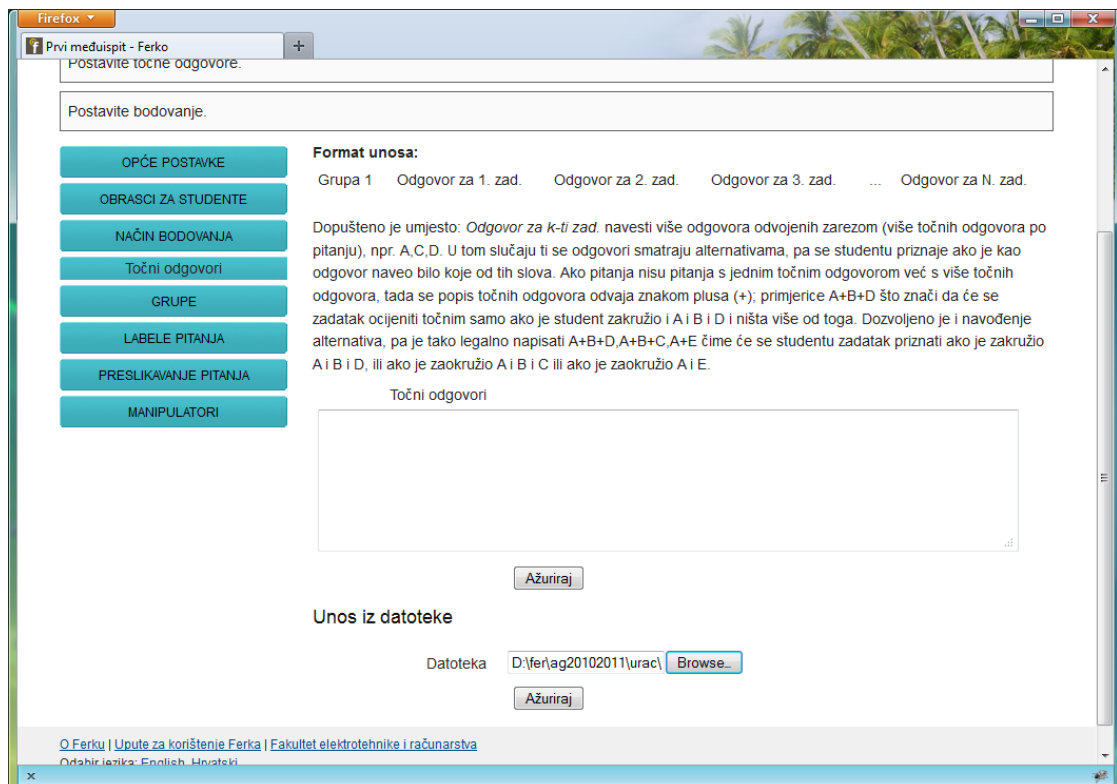 Firefox
Prvi međuispit - Ferko
Postavite točne odgovore.
Postavite bodovanje.
OPĆE POSTAVKE
OBRASCI ZA STUDENTE
NAČIN BODOVANJA
Točni odgovori
GRUPE
LABELE PITANJA
PRESLIKAVANJE PITANJA
MANIPULATORI
Format unosa:
Grupa 1 Odgovor za 1. zad. Odgovor za 2. zad. Odgovor za 3. zad. ... Odgovor za N. zad.
Dopušteno je umjesto: Odgovor za k-ti zad. navesti više odgovora odvojenih zarezom (više točnih odgovora po
pitanju), npr. A,C,D. U tom slučaju ti se odgovori smatraju alternativama, pa se studentu priznaje ako je kao
odgovor naveo bilo koje od tih slova. Ako pitanja nisu pitanja s jednim točnim odgovorom već s više točnih
odgovora, tada se popis točnih odgovora odvaja znakom plusa (+); primjerice A+B+D što znači da će se
zadatak ocijeniti točnim samo ako je student zakružio i A i B i D i ništa više od toga. Dozvoljeno je i navođenje
alternativa, pa je tako legalno napisati A+B+D,A+B+C,A+E čime će se studentu zadatak priznati ako je zakružio
A i B i D, ili ako je zaokružio A i B i C ili ako je zaokružio A i E.
Točni odgovori
Ažuriraj
Unos iz datoteke
Datoteka D:\fer\ag20102011\urac\ Browse..
Ažuriraj
O Ferku | Upute za korištenje Ferka | Fakultet elektrotehnike i računarstva
Odabir jezika: English, Hrvatski